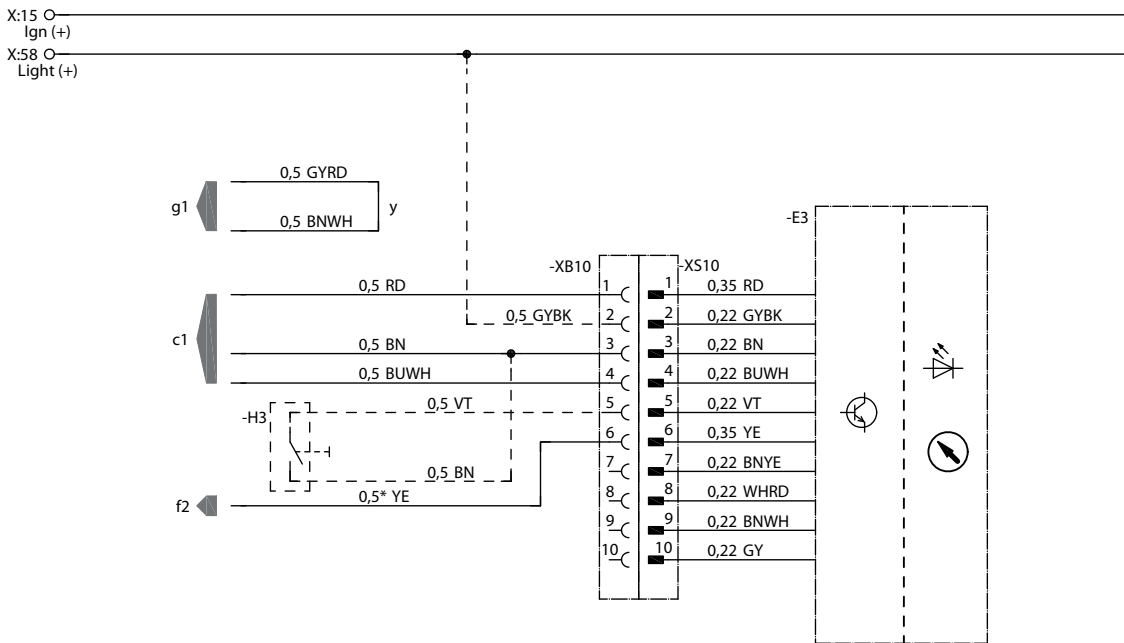 X:15
Ign (+)
X:58
Light (+)
0,5 GYRD
g1
y
0,5 BNWH
-E3
-XB10
-XS10
0,5 RD
1
1
0,35 RD
0,5 GYBK
2
2
0,22 GYBK
c1
0,5 BN
3
3
0,22 BN
0,5 BUWH
4
4
0,22 BUWH
-H3
0,5 VT
5
5
0,22 VT
6
6
0,35 YE
0,5 BN
7
7
0,22 BNYE
f2
0,5* YE
8
8
0,22 WHRD
9
9
0,22 BNWH
10
10
0,22 GY